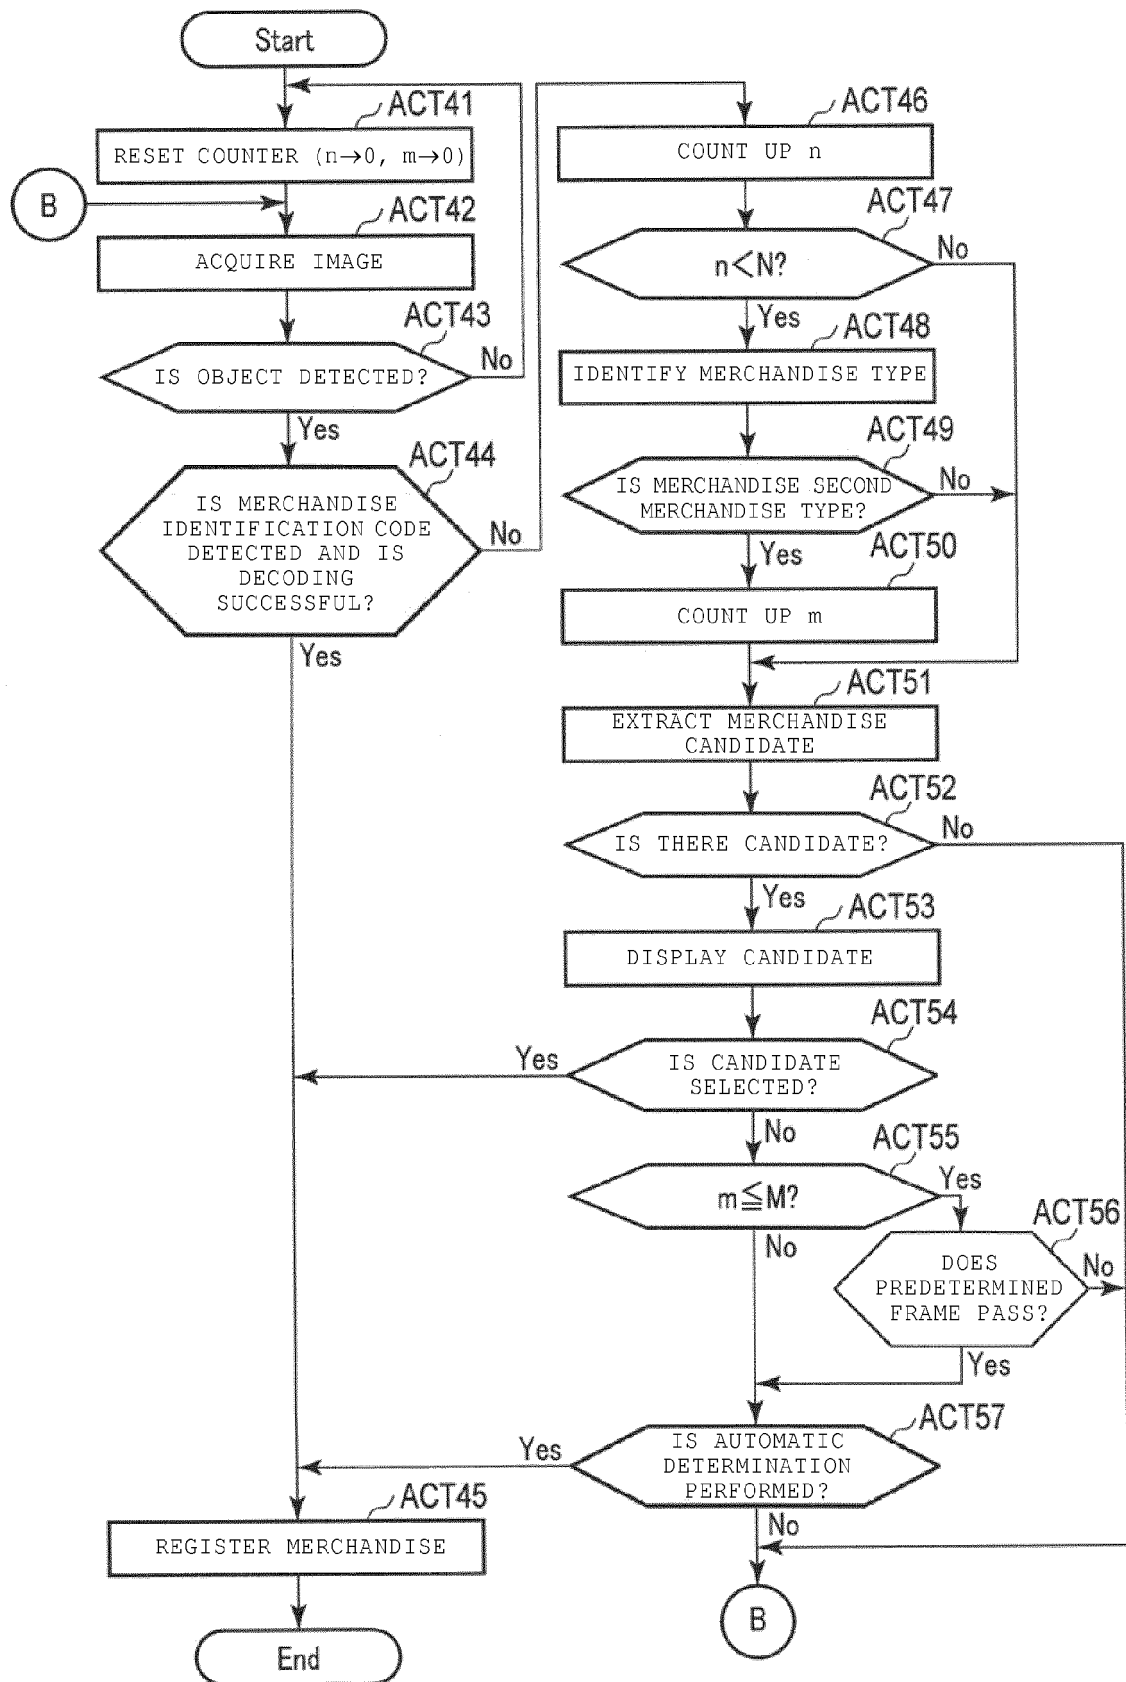 Start
ACT41
RESET COUNTER (n→0, m→0)
B
ACT42
ACQUIRE IMAGE
ACT43
IS OBJECT DETECTED?
No
Yes
ACT44
IS MERCHANDISE
IDENTIFICATION CODE
DETECTED AND IS
DECODING
SUCCESSFUL?
No
Yes
ACT46
COUNT UP n
ACT47
n<N?
No
Yes
ACT48
IDENTIFY MERCHANDISE TYPE
ACT49
IS MERCHANDISE SECOND
MERCHANDISE TYPE?
No
Yes
ACT50
COUNT UP m
ACT51
EXTRACT MERCHANDISE
CANDIDATE
ACT52
IS THERE CANDIDATE?
No
Yes
ACT53
DISPLAY CANDIDATE
ACT54
IS CANDIDATE
SELECTED?
Yes
No
ACT55
m≦M?
Yes
No
ACT56
DOES
PREDETERMINED
FRAME PASS?
No
Yes
ACT57
IS AUTOMATIC
DETERMINATION
PERFORMED?
Yes
No
B
ACT45
REGISTER MERCHANDISE
End